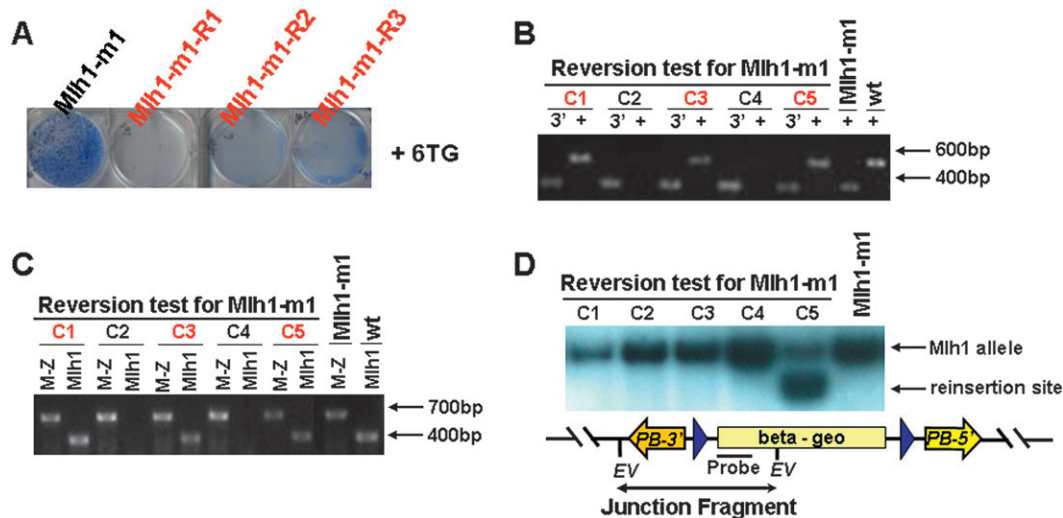 A
Mlh1-m1
Mlh1-m1-R1
Mlh1-m1-R2
Mlh1-m1-R3
+ 6TG
B
Reversion test for Mlh1-m1
Mlh1-m1
wt
C1 C2 C3 C4 C5
3' + 3' + 3' + 3' + 3' + + +
600bp
400bp
C
Reversion test for Mlh1-m1
Mlh1-m1
wt
C1 C2 C3 C4 C5
M-Z Mlh1 M-Z Mlh1 M-Z Mlh1 M-Z Mlh1 M-Z Mlh1 M-Z Mlh1
700bp
400bp
D
Reversion test for Mlh1-m1
Mlh1-m1
C1 C2 C3 C4 C5
Mlh1 allele
reinsertion site
PB-3' beta - geo PB-5'
EV Probe EV
Junction Fragment